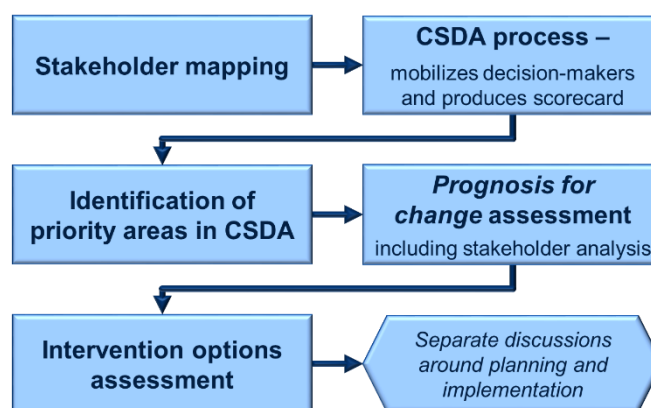 Stakeholder mapping
CSDA process –
mobilizes decision-makers
and produces scorecard
Identification of
priority areas in CSDA
Prognosis for
change assessment
including stakeholder analysis
Intervention options
assessment
Separate discussions
around planning and
implementation